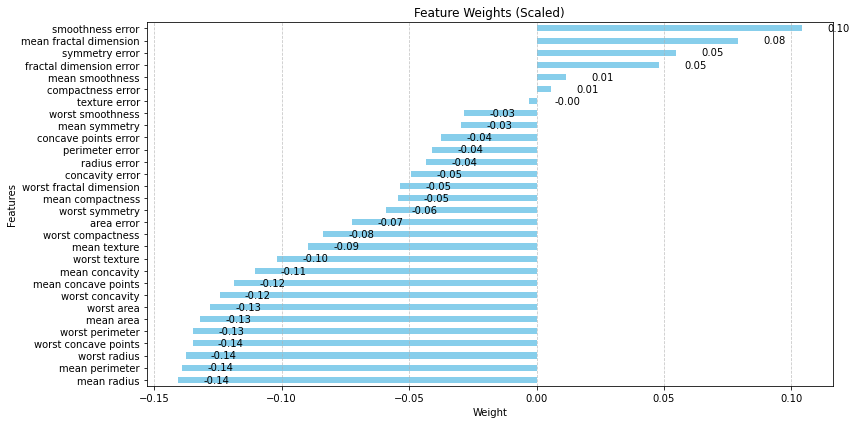 Feature Weights (Scaled)
smoothness error 0.10
mean fractal dimension 0.08
symmetry error 0.05
fractal dimension error 0.05
mean smoothness 0.01
compactness error 0.01
texture error -0.00
worst smoothness -0.03
mean symmetry -0.03
concave points error -0.04
perimeter error -0.04
radius error -0.04
concavity error -0.05
worst fractal dimension -0.05
mean compactness -0.05
worst symmetry -0.06
area error -0.07
worst compactness -0.08
mean texture -0.09
worst texture -0.10
mean concavity -0.11
mean concave points -0.12
worst concavity -0.12
worst area -0.13
mean area -0.13
worst perimeter -0.13
worst concave points -0.14
worst radius -0.14
mean perimeter -0.14
mean radius -0.14
Features
−0.15 −0.10 −0.05 0.00 0.05 0.10
Weight